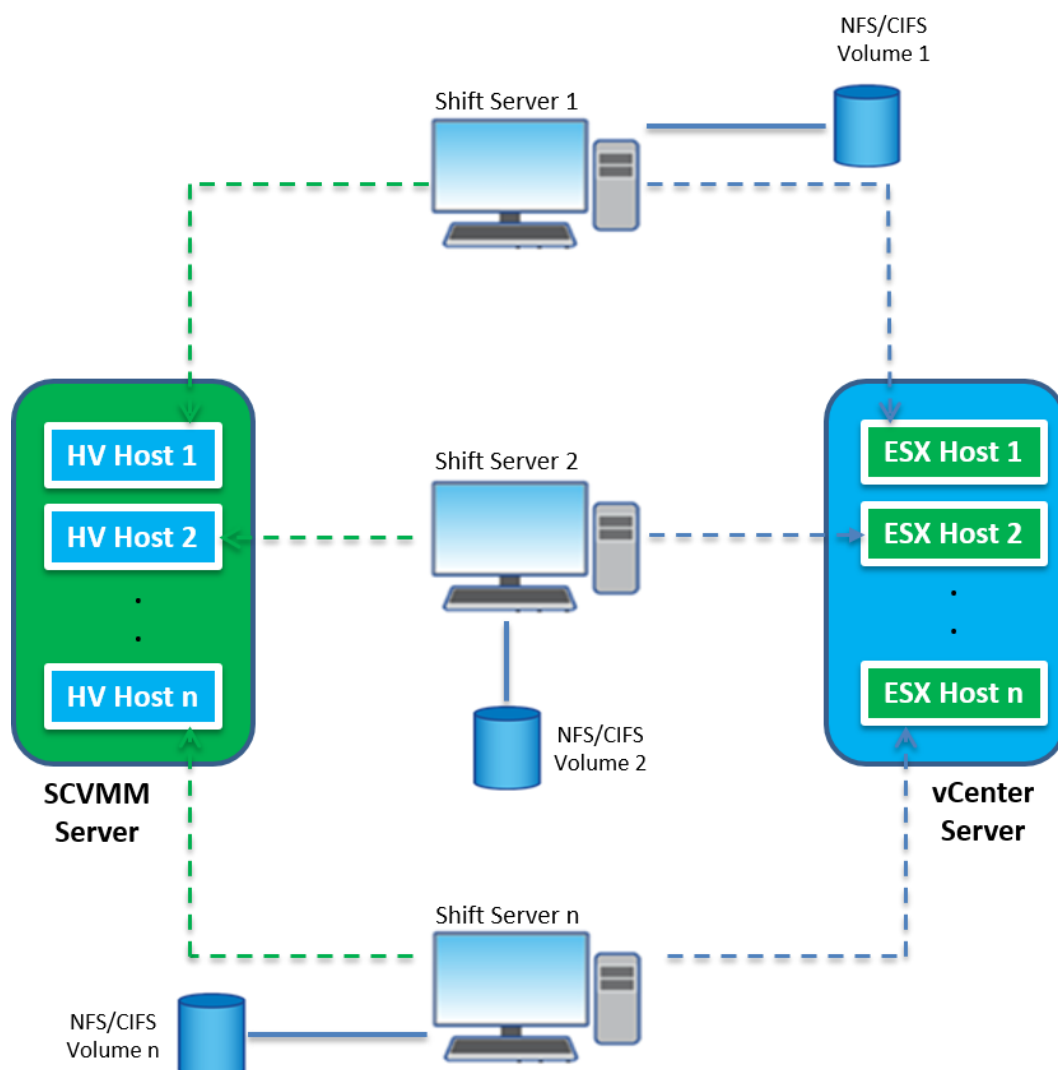 NFS/CIFS
Volume 1
Shift Server 1
HV Host 1
HV Host 2
.
.
HV Host n
SCVMM
Server
Shift Server 2
NFS/CIFS
Volume 2
ESX Host 1
ESX Host 2
.
.
ESX Host n
vCenter
Server
Shift Server n
NFS/CIFS
Volume n